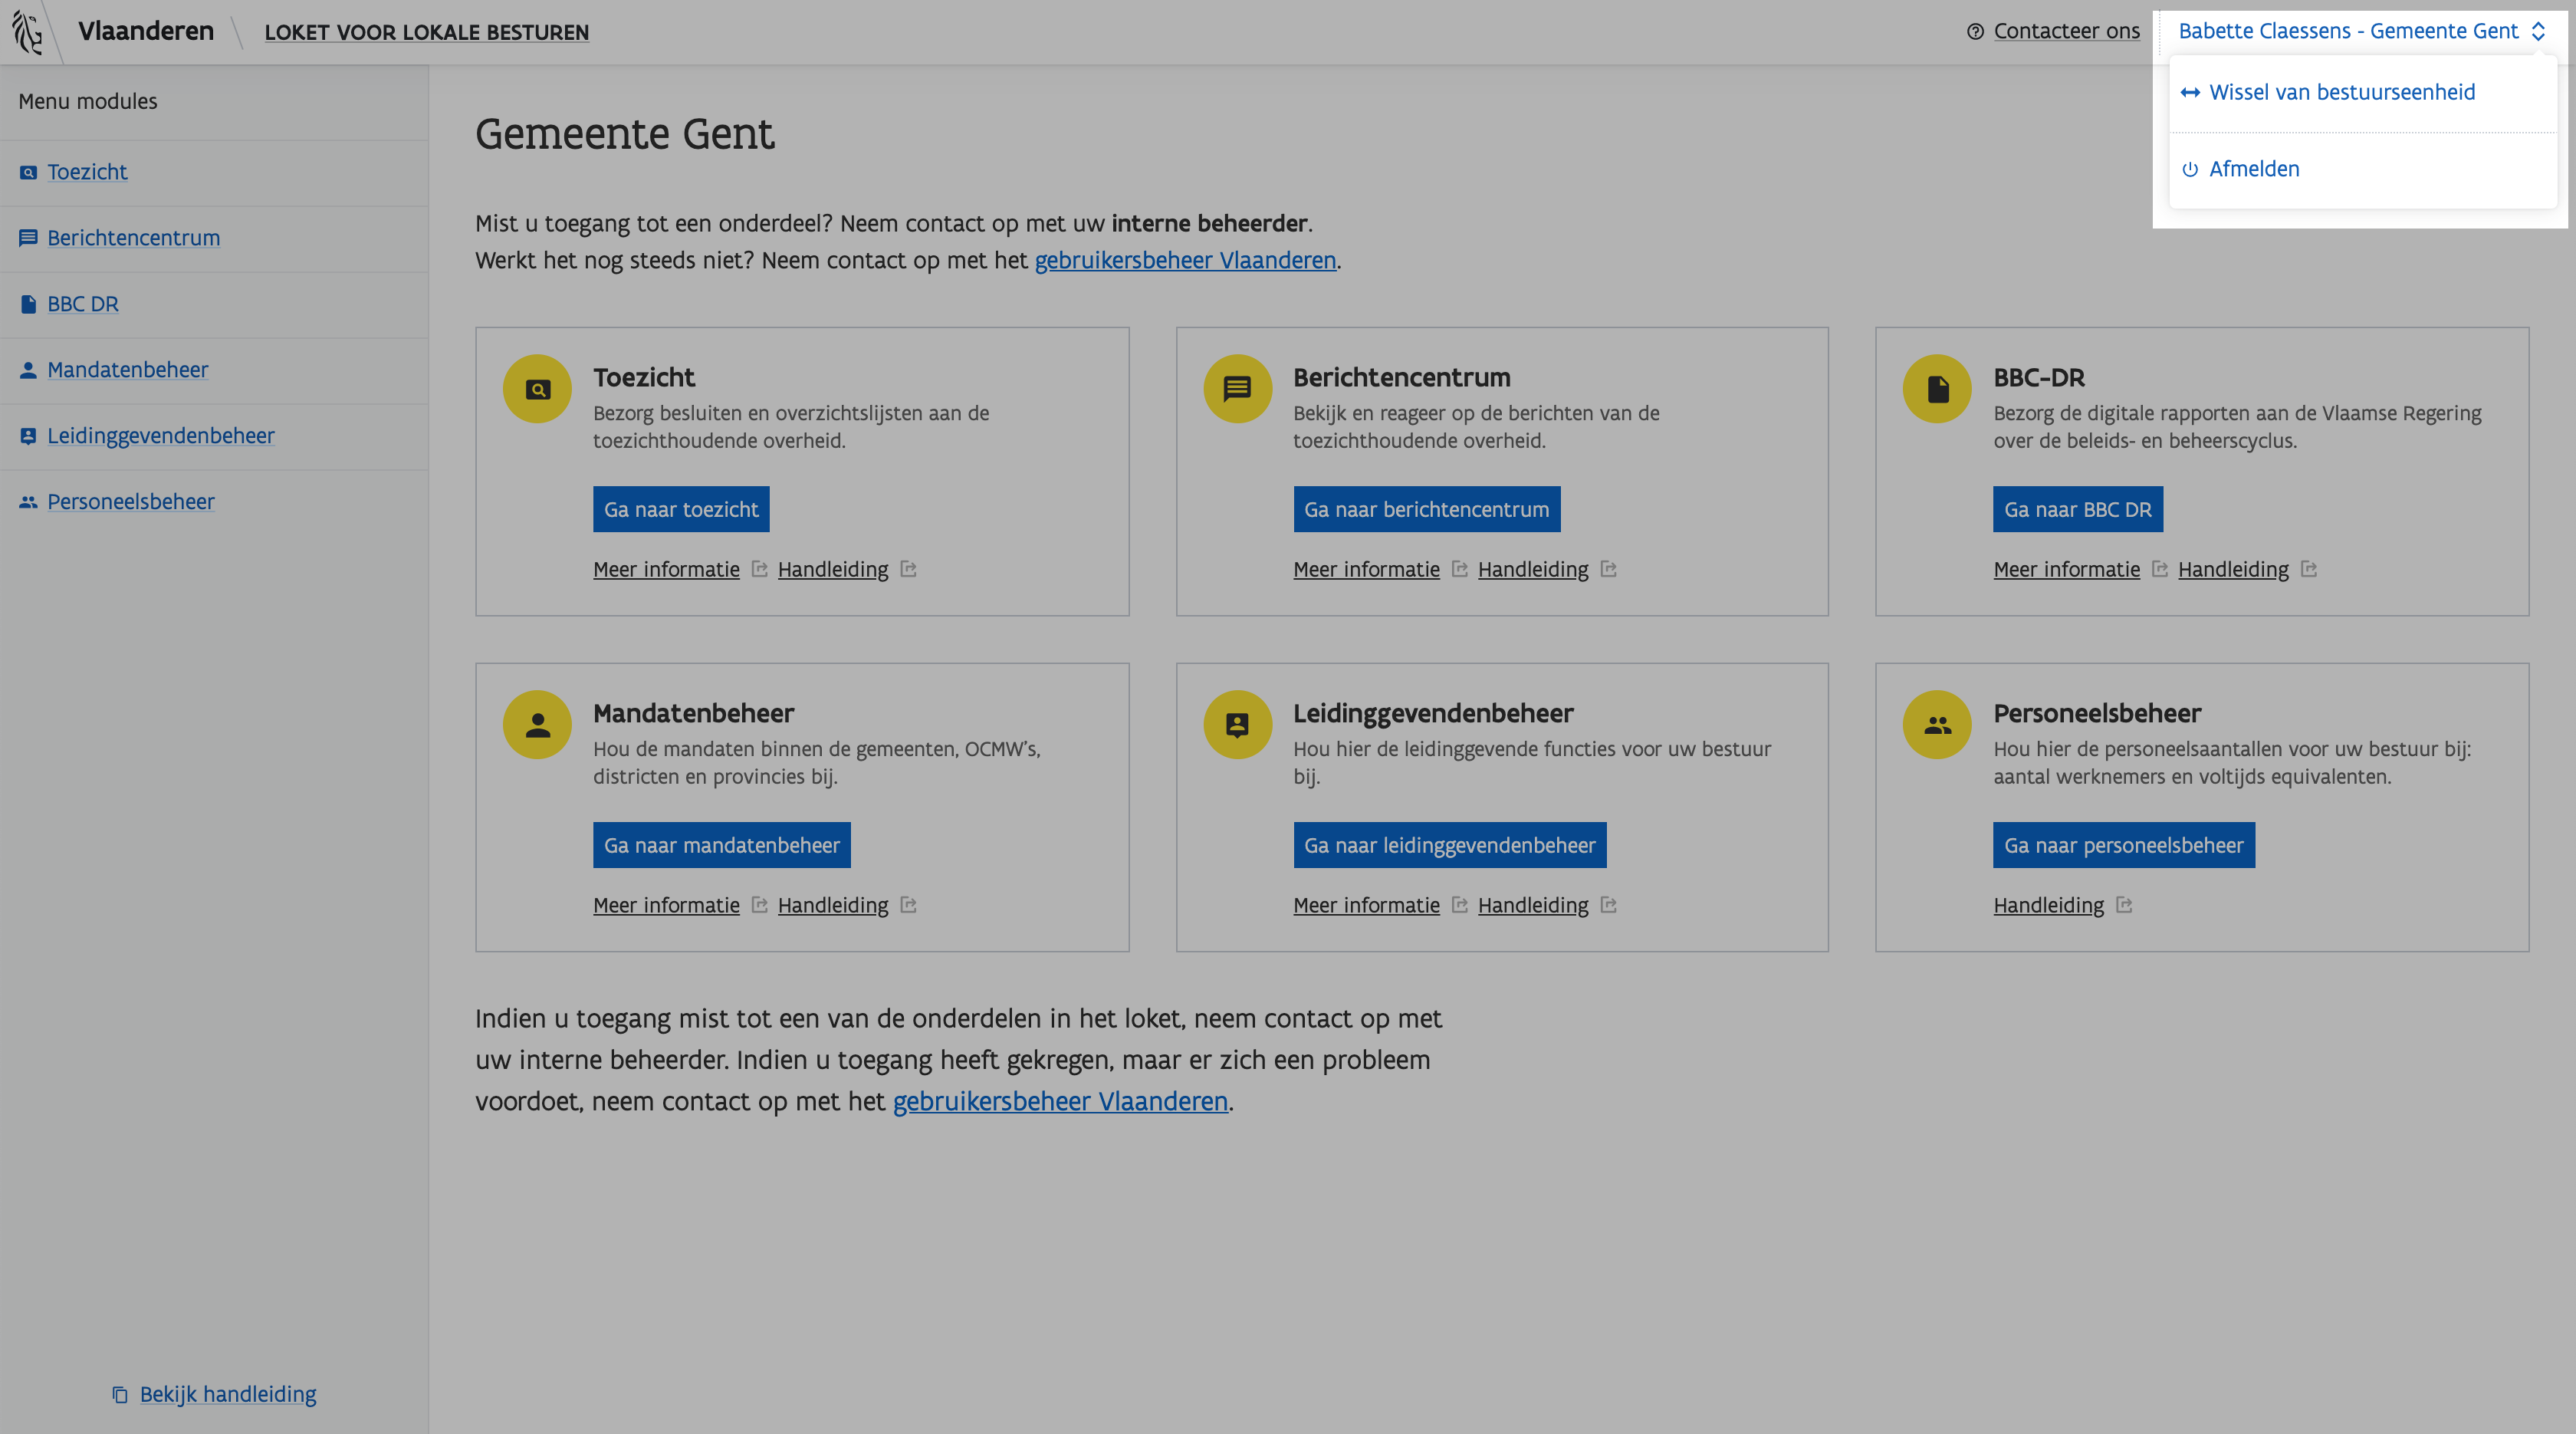 Vlaanderen
LOKET VOOR LOKALE BESTUREN
Contacteer ons
Babette Claessens - Gemeente Gent
Wissel van bestuurseenheid
Afmelden
Menu modules
Toezicht
Berichtencentrum
BBC DR
Mandatenbeheer
Leidinggevendenbeheer
Personeelsbeheer
Bekijk handleiding
Gemeente Gent
Mist u toegang tot een onderdeel? Neem contact op met uw interne beheerder.
Werkt het nog steeds niet? Neem contact op met het gebruikersbeheer Vlaanderen.
Toezicht
Bezorg besluiten en overzichtslijsten aan de
toezichthoudende overheid.
Ga naar toezicht
Meer informatie Handleiding
Berichtencentrum
Bekijk en reageer op de berichten van de
toezichthoudende overheid.
Ga naar berichtencentrum
Meer informatie Handleiding
BBC-DR
Bezorg de digitale rapporten aan de Vlaamse Regering
over de beleids- en beheerscyclus.
Ga naar BBC DR
Meer informatie Handleiding
Mandatenbeheer
Hou de mandaten binnen de gemeenten, OCMW's,
districten en provincies bij.
Ga naar mandatenbeheer
Meer informatie Handleiding
Leidinggevendenbeheer
Hou hier de leidinggevende functies voor uw bestuur
bij.
Ga naar leidinggevendenbeheer
Meer informatie Handleiding
Personeelsbeheer
Hou hier de personeelsaantallen voor uw bestuur bij:
aantal werknemers en voltijds equivalenten.
Ga naar personeelsbeheer
Handleiding
Indien u toegang mist tot een van de onderdelen in het loket, neem contact op met
uw interne beheerder. Indien u toegang heeft gekregen, maar er zich een probleem
voordoet, neem contact op met het gebruikersbeheer Vlaanderen.